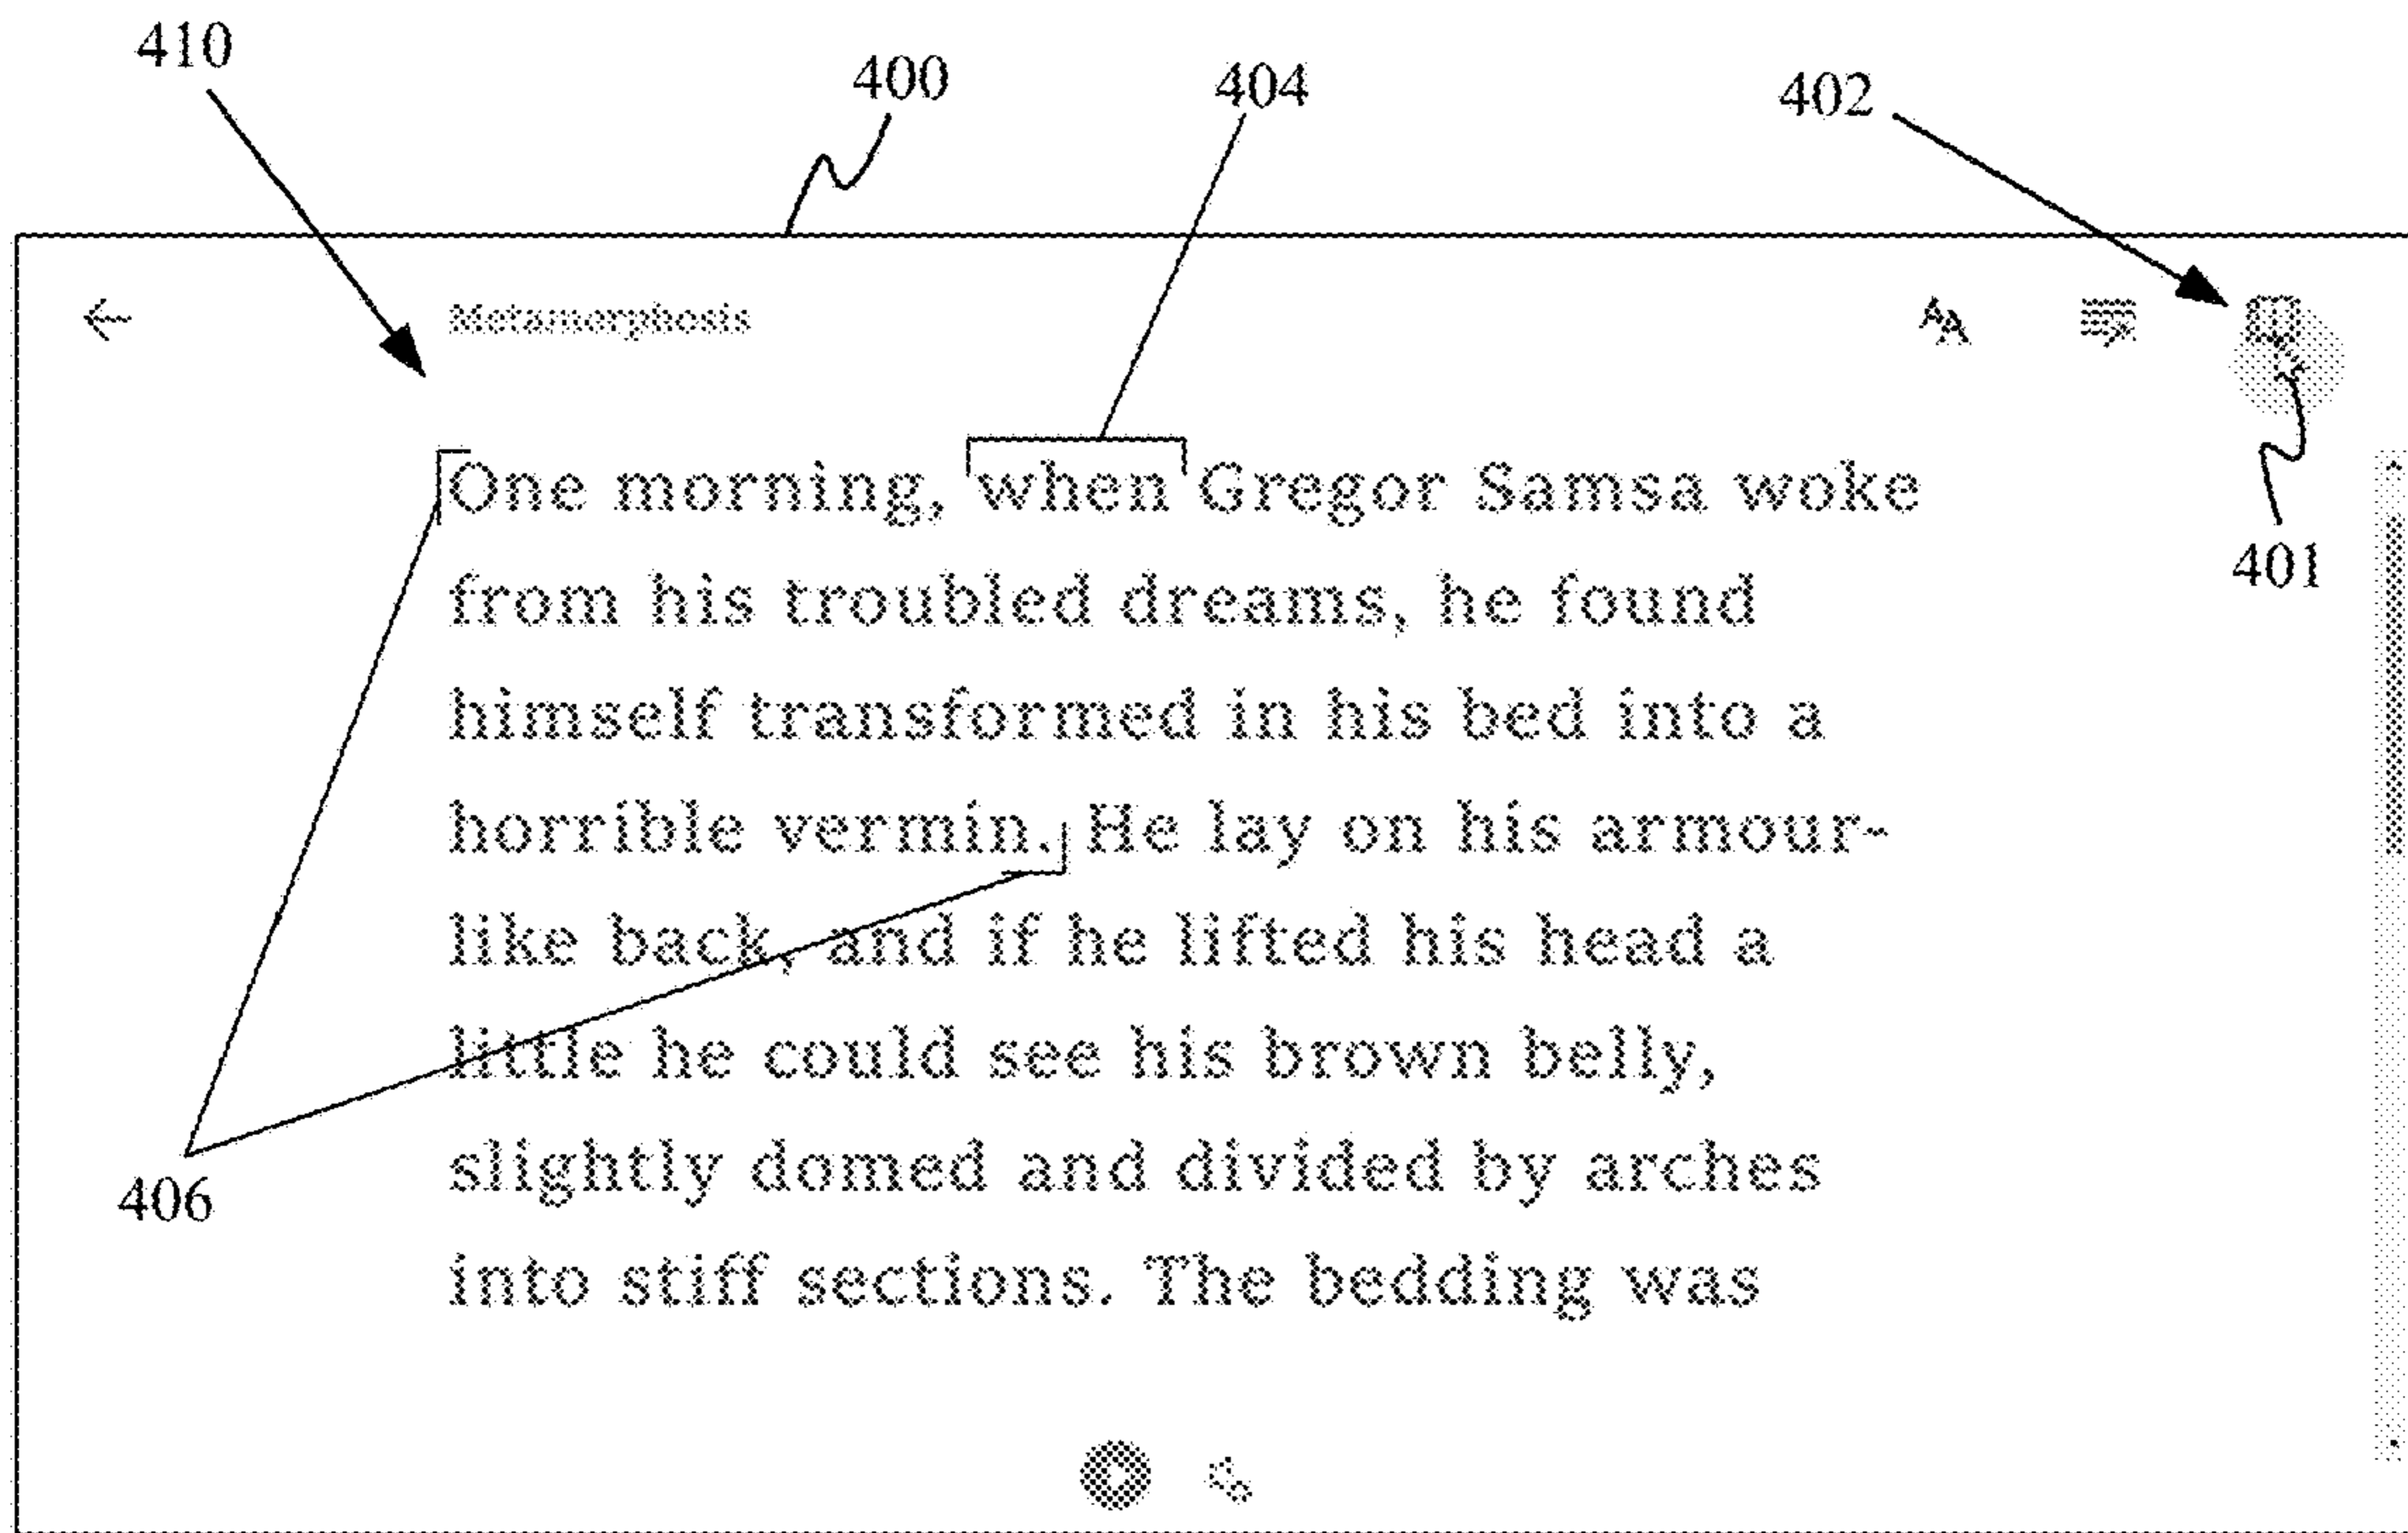 410
400
404
402
Metamorphosis
AA
One morning, when Gregor Samsa woke
401
from his troubled dreams, he found
himself transformed in his bed into a
horrible vermin. He lay on his armour-
like back, and if he lifted his head a
little he could see his brown belly,
slightly domed and divided by arches
406
into stiff sections. The bedding was